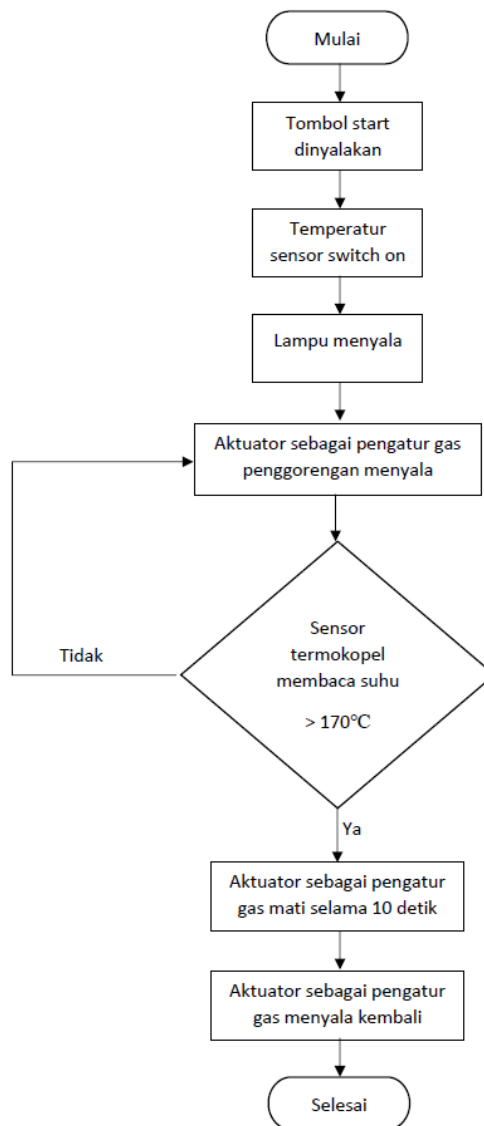 Mulai
Tombol start
dinyalakan
Temperatur
sensor switch on
Lampu menyala
Aktuator sebagai pengatur gas
penggorengan menyala
Sensor
termokopel
membaca suhu
> 170℃
Tidak
Ya
Aktuator sebagai pengatur
gas mati selama 10 detik
Aktuator sebagai pengatur
gas menyala kembali
Selesai